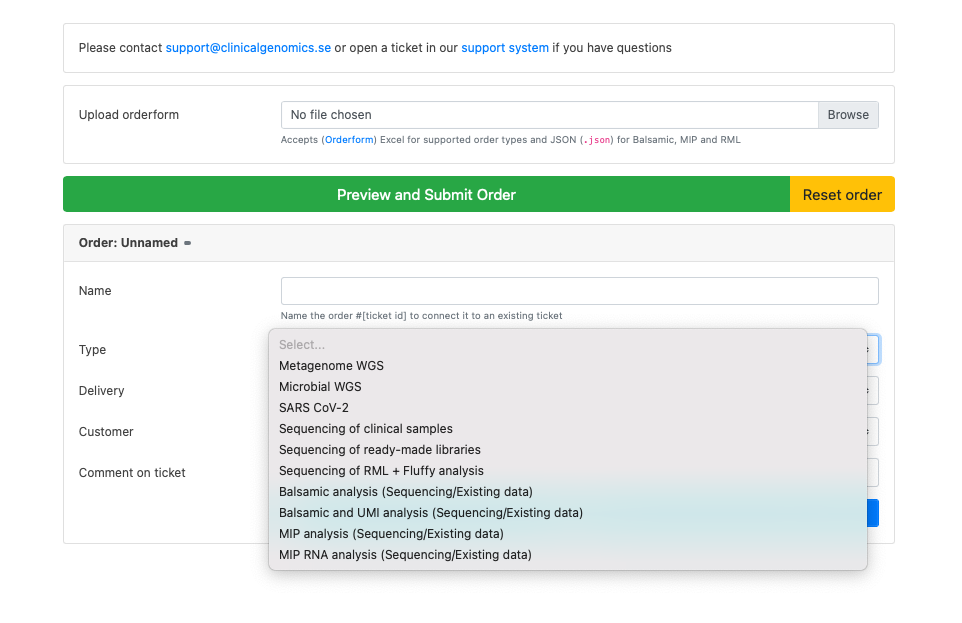 Please contact support@clinicalgenomics.se or open a ticket in our support system if you have questions
Upload orderform
No file chosen
Browse
Accepts (Orderform) Excel for supported order types and JSON (.json) for Balsamic, MIP and RML
Preview and Submit Order
Reset order
Order: Unnamed
Name
Name the order #[ticket id] to connect it to an existing ticket
Type
Delivery
Customer
Comment on ticket
Select...
Metagenome WGS
Microbial WGS
SARS CoV-2
Sequencing of clinical samples
Sequencing of ready-made libraries
Sequencing of RML + Fluffy analysis
Balsamic analysis (Sequencing/Existing data)
Balsamic and UMI analysis (Sequencing/Existing data)
MIP analysis (Sequencing/Existing data)
MIP RNA analysis (Sequencing/Existing data)